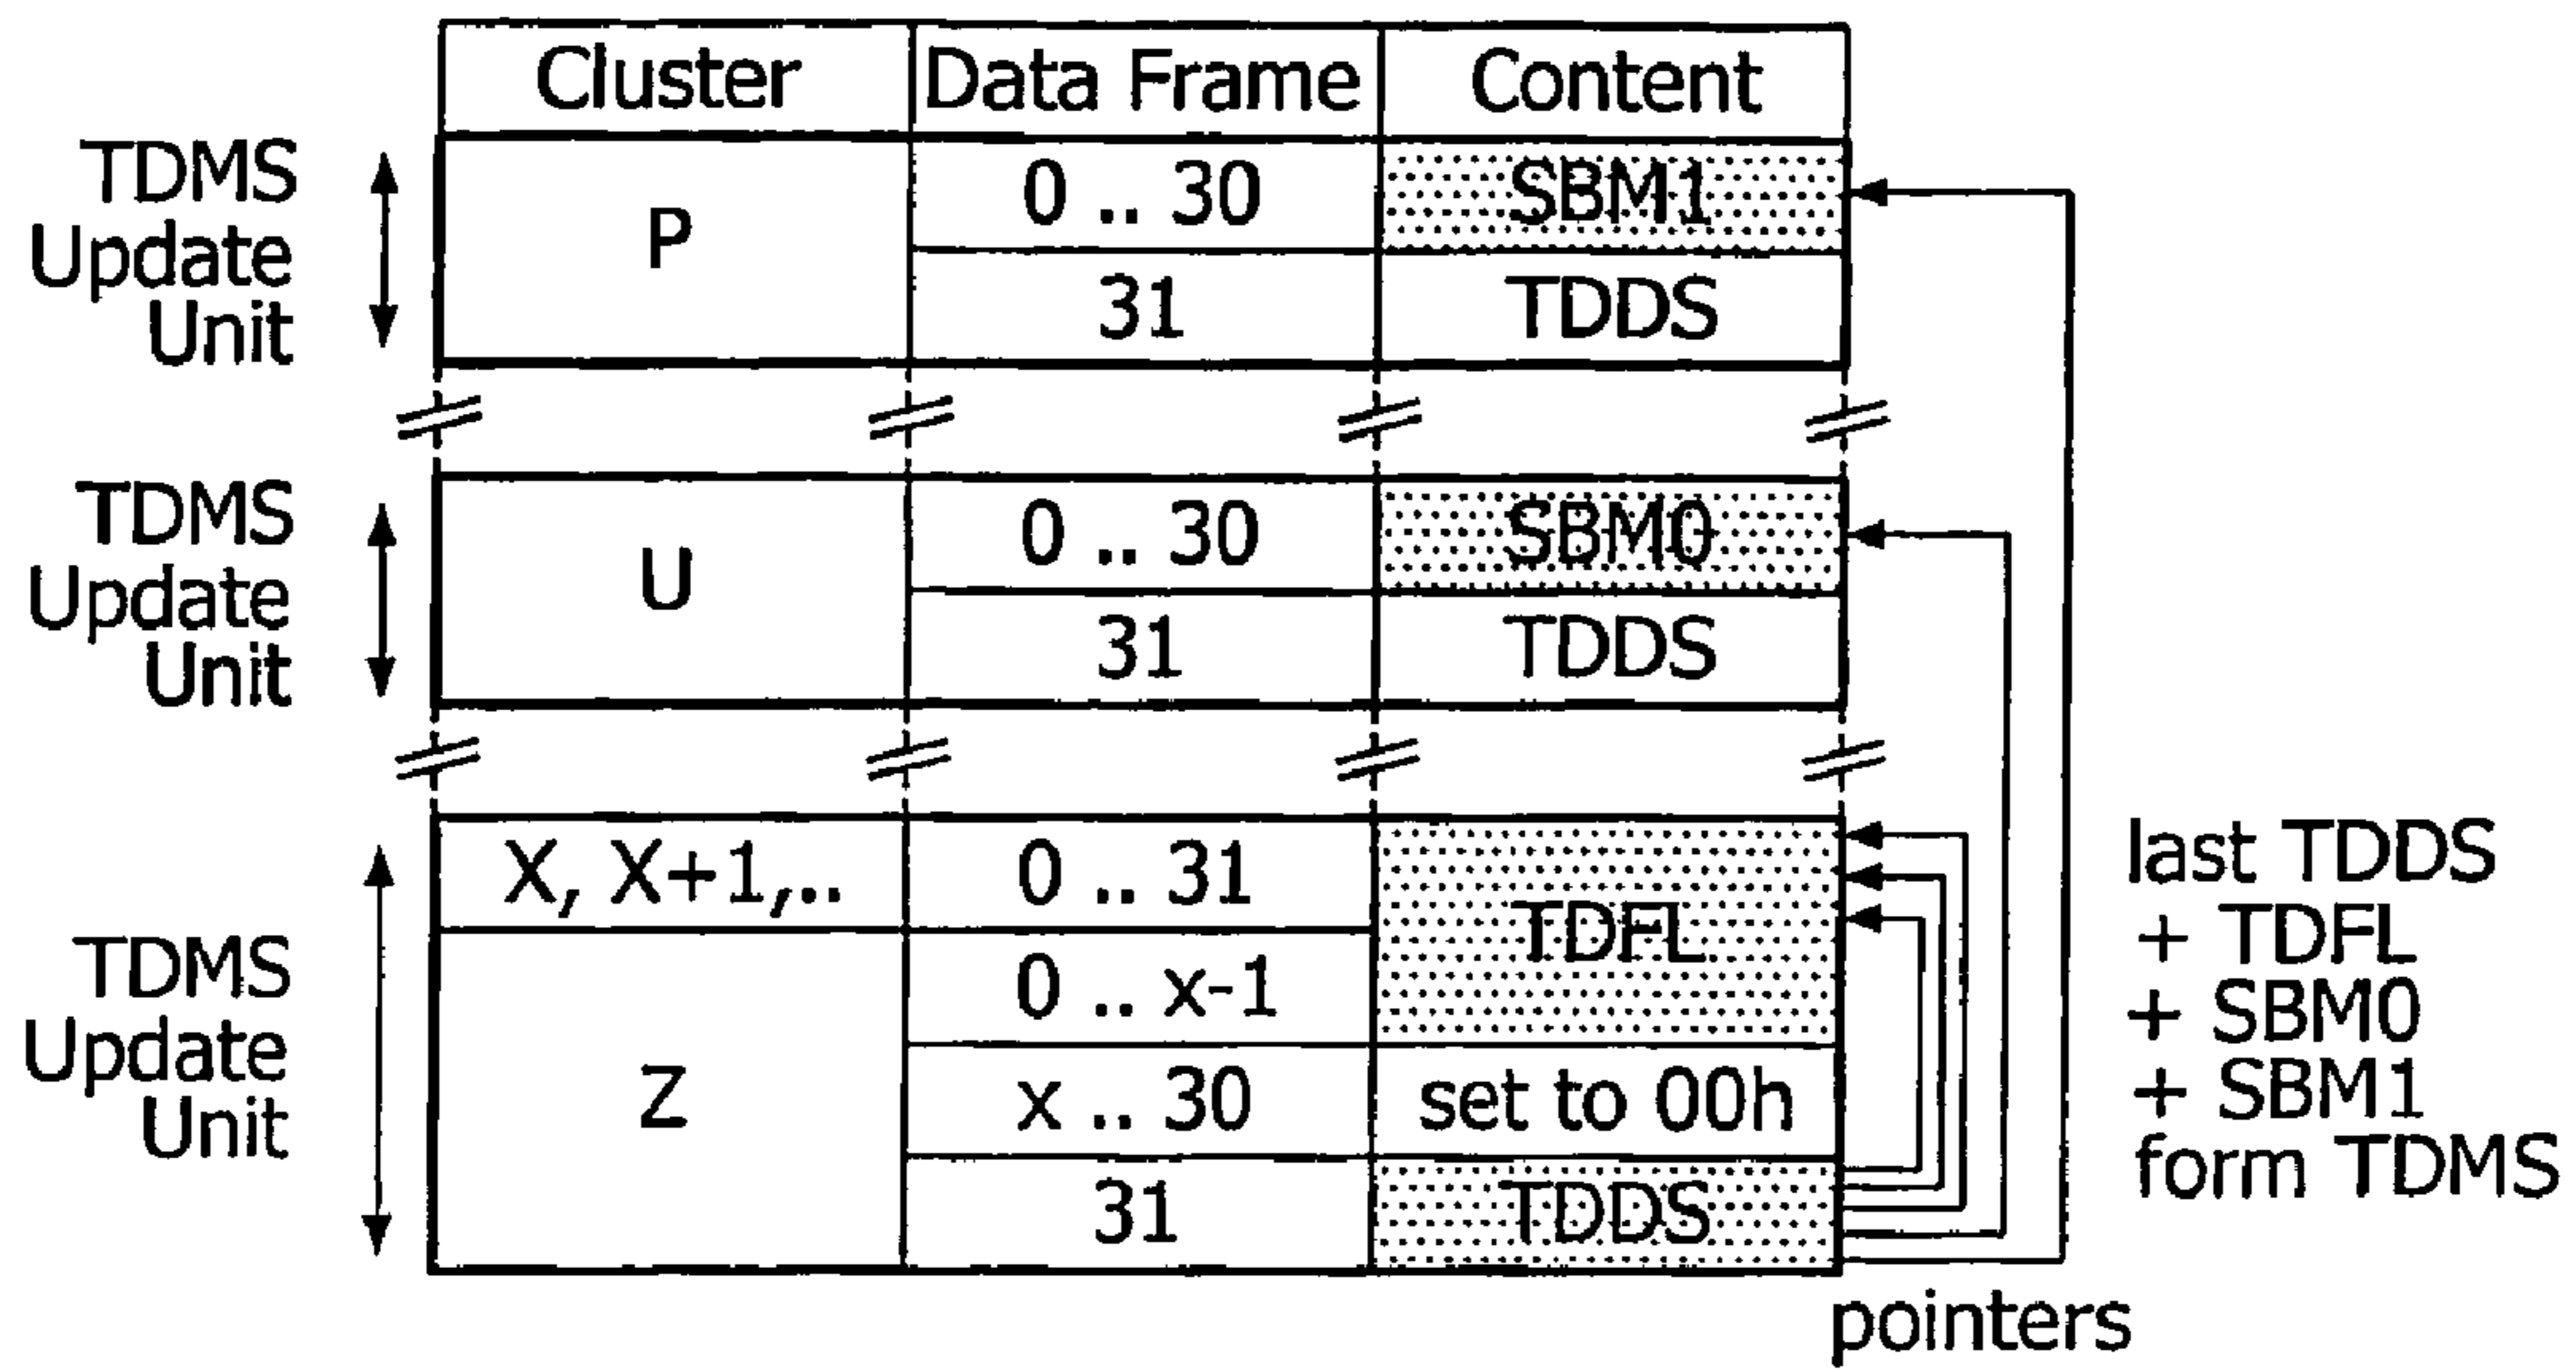 Cluster Data Frame Content
TDMS
Update
Unit
P
0 .. 30 SBM1
31 TDDS
TDMS
Update
Unit
U
0 .. 30 SBM0
31 TDDS
TDMS
Update
Unit
X, X+1,.. 0 .. 31
TDFL
Z
0 .. x-1
x .. 30 set to 00h
31 TDDS
last TDDS
+ TDFL
+ SBM0
+ SBM1
form TDMS
pointers